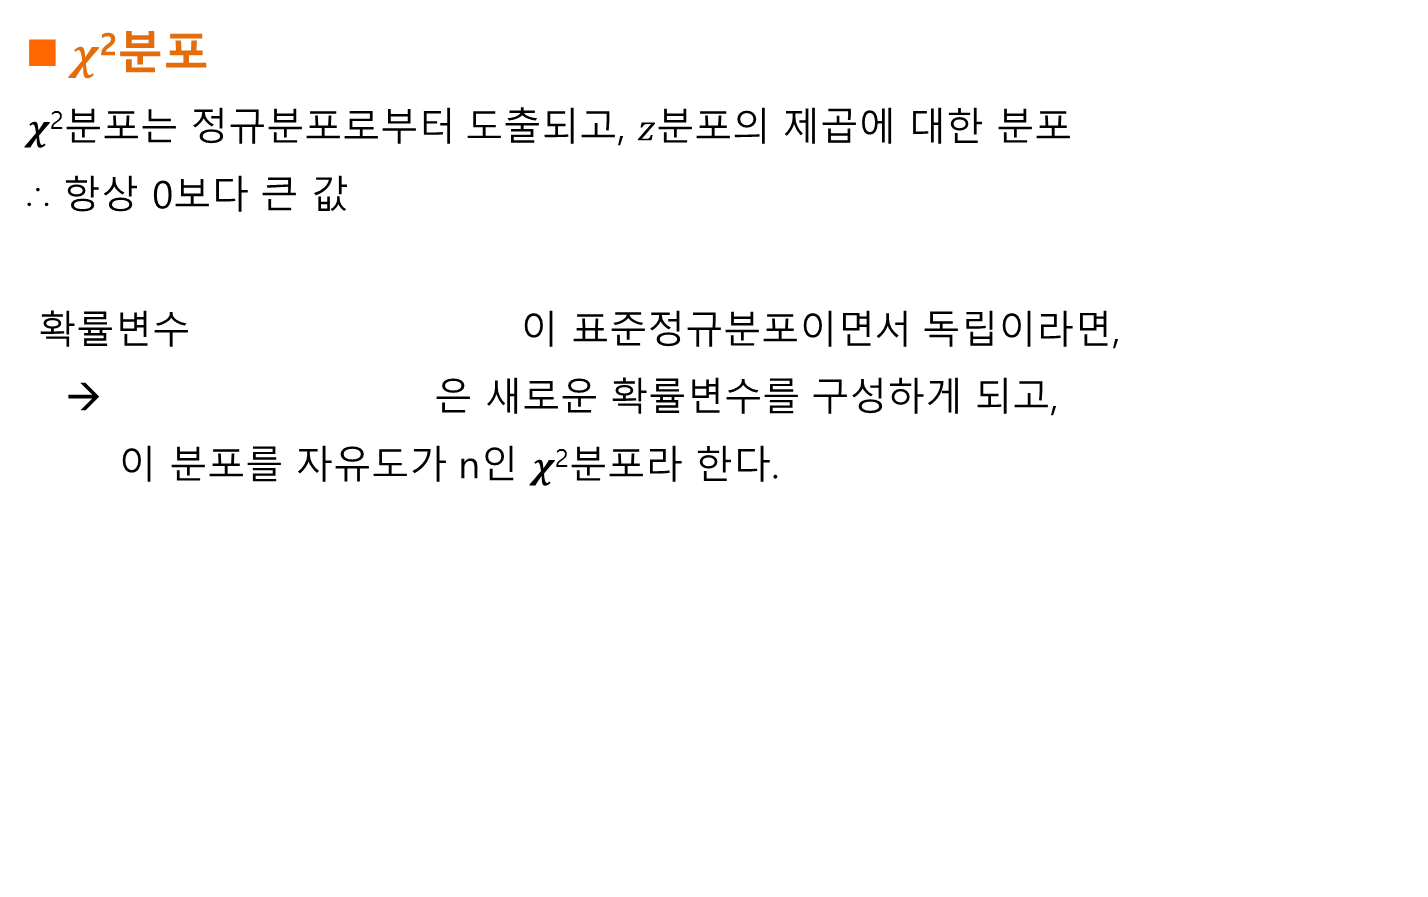 ■ χ²분포
χ²분포는 정규분포로부터 도출되고, z분포의 제곱에 대한 분포
∴ 항상 0보다 큰 값
확률변수 이 표준정규분포이면서 독립이라면,
→ 은 새로운 확률변수를 구성하게 되고,
이 분포를 자유도가 n인 χ²분포라 한다.